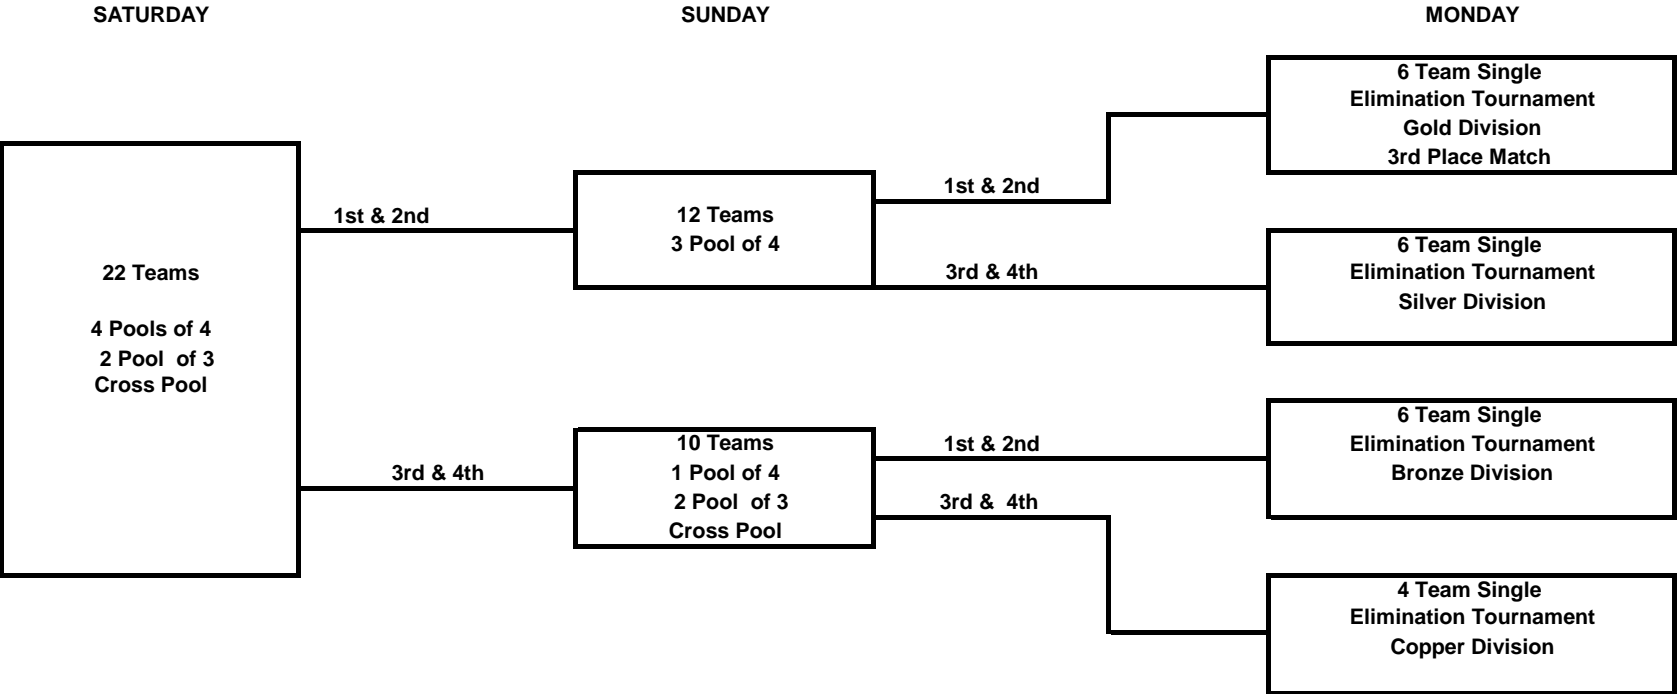 SATURDAY
SUNDAY
MONDAY
22 Teams
4 Pools of 4
2 Pool of 3
Cross Pool
1st & 2nd
3rd & 4th
12 Teams
3 Pool of 4
10 Teams
1 Pool of 4
2 Pool of 3
Cross Pool
1st & 2nd
3rd & 4th
1st & 2nd
3rd & 4th
6 Team Single
Elimination Tournament
Gold Division
3rd Place Match
6 Team Single
Elimination Tournament
Silver Division
6 Team Single
Elimination Tournament
Bronze Division
4 Team Single
Elimination Tournament
Copper Division